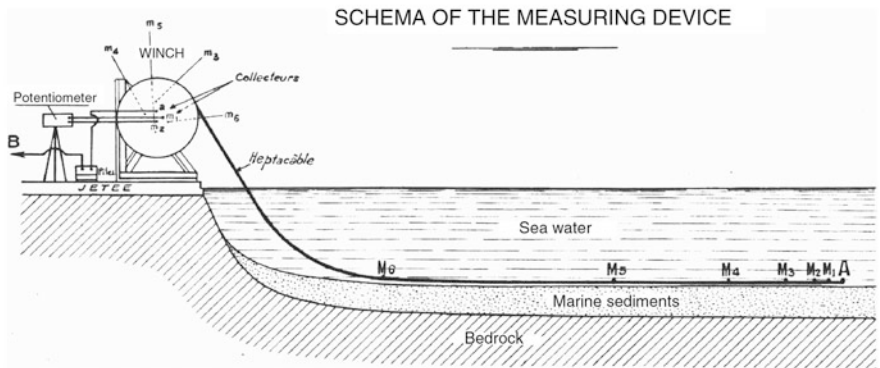 SCHEMA OF THE MEASURING DEVICE
m5
m4 WINCH m3
Collecteurs
Potentiometer
a
m1
m2
m6
B
Piles
Heptacâble
JETEE
Sea water
M6 M5 M4 M3 M2 M1 A
Marine sediments
Bedrock